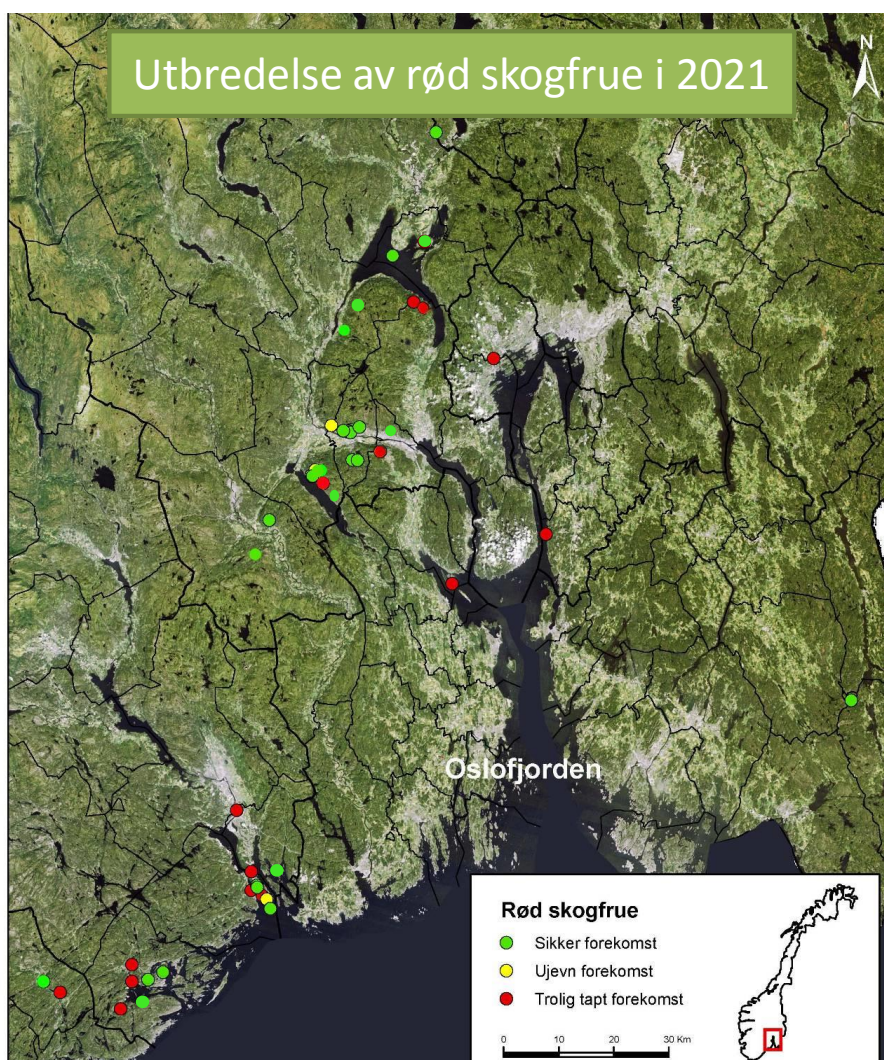 Utbredelse av rød skogfrue i 2021
N
Oslofjorden
Rød skogfrue
Sikker forekomst
Ujevn forekomst
Trolig tapt forekomst
0 10 20 30 Km